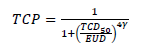 TCP = 1 / (1 + (TCD₅₀ / EUD)^4γ)